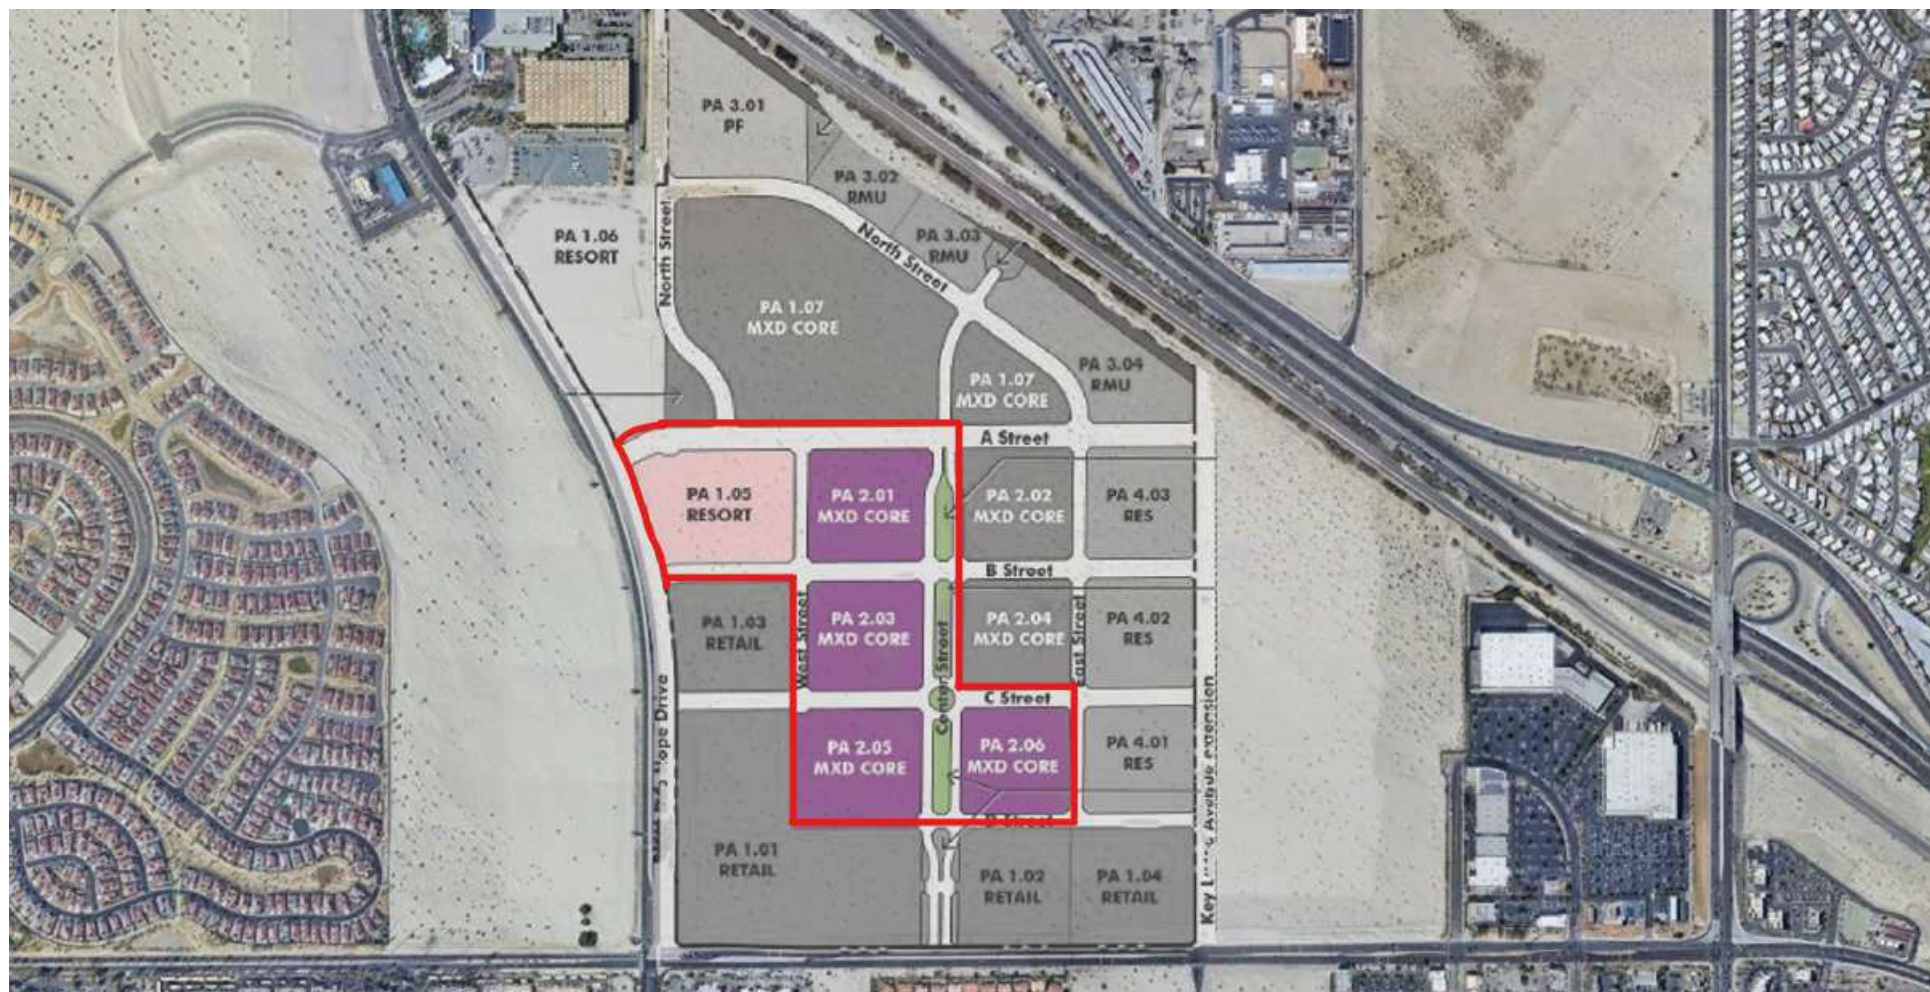 PA 3.01
PF
PA 3.02
RMU
PA 1.06
RESORT
North Street
North Street
PA 3.03
RMU
PA 1.07
MXD CORE
PA 3.04
RMU
PA 1.07
MXD CORE
A Street
PA 1.05
RESORT
PA 2.01
MXD CORE
PA 2.02
MXD CORE
PA 4.03
RES
B Street
PA 1.03
RETAIL
West Street
PA 2.03
MXD CORE
Center Street
PA 2.04
MXD CORE
East Street
PA 4.02
RES
C Street
PA 2.05
MXD CORE
PA 2.06
MXD CORE
PA 4.01
RES
Hope Drive
Key Avenue extension
D Street
PA 1.01
RETAIL
PA 1.02
RETAIL
PA 1.04
RETAIL